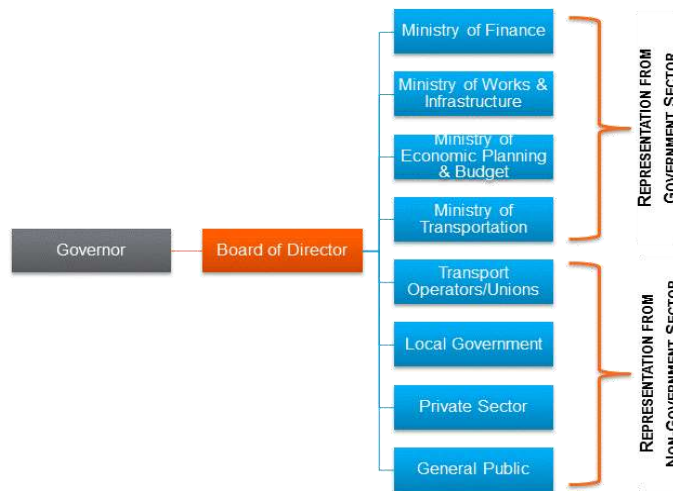 Ministry of Finance
Ministry of Works &
Infrastructure
Ministry of
Economic Planning
& Budget
Ministry of
Transportation
Governor
Board of Director
Transport
Operators/Unions
Local Government
Private Sector
General Public
REPRESENTATION FROM
GOVERNMENT SECTOR
REPRESENTATION FROM
NON GOVERNMENT SECTOR